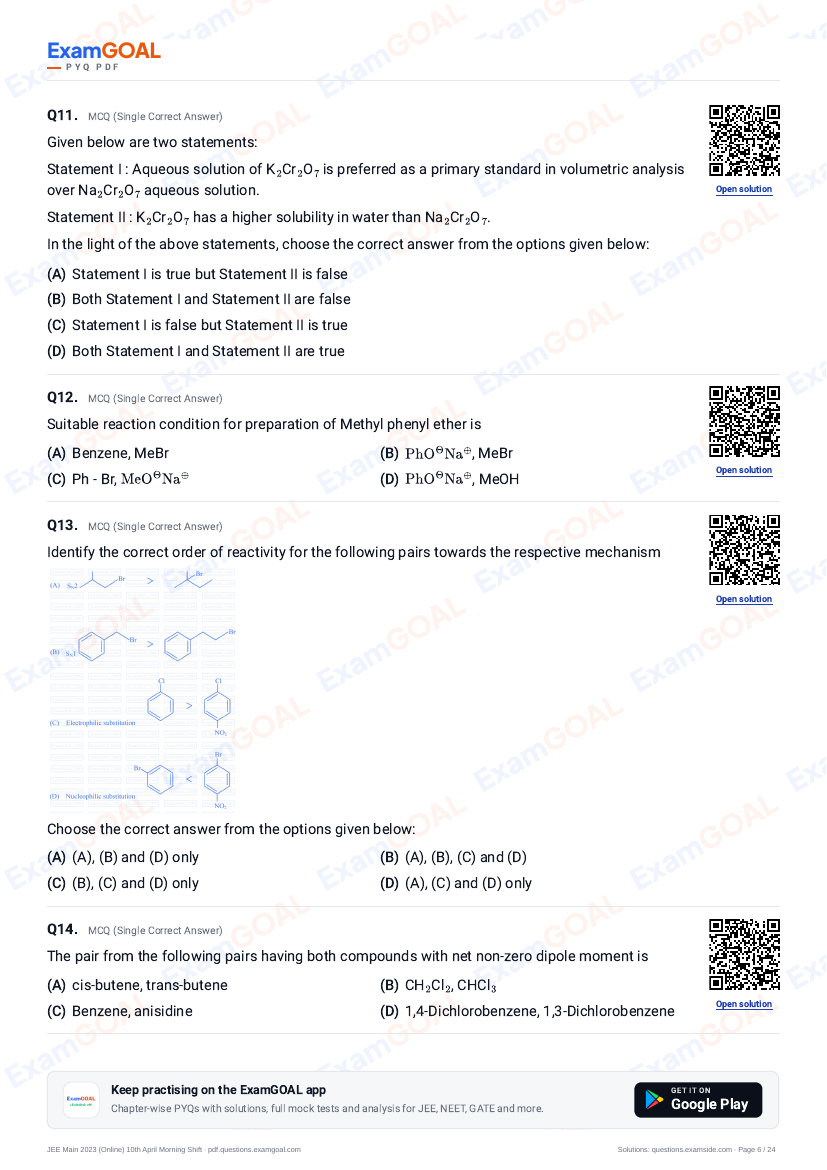 ExamGOAL
PYQ PDF
Q11. MCQ (Single Correct Answer)
Given below are two statements:
Statement I : Aqueous solution of K₂Cr₂O₇ is preferred as a primary standard in volumetric analysis
over Na₂Cr₂O₇ aqueous solution.
Statement II : K₂Cr₂O₇ has a higher solubility in water than Na₂Cr₂O₇.
In the light of the above statements, choose the correct answer from the options given below:
(A) Statement I is true but Statement II is false
(B) Both Statement I and Statement II are false
(C) Statement I is false but Statement II is true
(D) Both Statement I and Statement II are true
Open solution
Q12. MCQ (Single Correct Answer)
Suitable reaction condition for preparation of Methyl phenyl ether is
(A) Benzene, MeBr
(B) PhO^ΘNa^⊕, MeBr
(C) Ph - Br, MeO^ΘNa^⊕
(D) PhO^ΘNa^⊕, MeOH
Open solution
Q13. MCQ (Single Correct Answer)
Identify the correct order of reactivity for the following pairs towards the respective mechanism
(A) S_N2 Br > Br
(B) S_N1 Br > Br
Cl > Cl
(C) Electrophilic substitution
NO₂
Br < Br
(D) Nucleophilic substitution
NO₂
Choose the correct answer from the options given below:
(A) (A), (B) and (D) only
(B) (A), (B), (C) and (D)
(C) (B), (C) and (D) only
(D) (A), (C) and (D) only
Open solution
Q14. MCQ (Single Correct Answer)
The pair from the following pairs having both compounds with net non-zero dipole moment is
(A) cis-butene, trans-butene
(B) CH₂Cl₂, CHCl₃
(C) Benzene, anisidine
(D) 1,4-Dichlorobenzene, 1,3-Dichlorobenzene
Open solution
ExamGOAL
Keep practising on the ExamGOAL app
Chapter-wise PYQs with solutions, full mock tests and analysis for JEE, NEET, GATE and more.
GET IT ON
Google Play
JEE Main 2023 (Online) 10th April Morning Shift · pdf.questions.examgoal.com
Solutions: questions.examside.com · Page 6 / 24